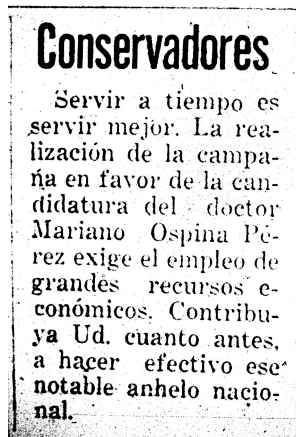 Conservadores
Servir a tiempo es
servir mejor. La rea-
lización de la campa-
ña en favor de la can-
didatura del doctor
Mariano Ospina Pé-
rez exige el empleo de
grandes recursos e-
conómicos. Contribu-
ya Ud. cuanto antes,
a hacer efectivo ese
notable anhelo nacio-
nal.